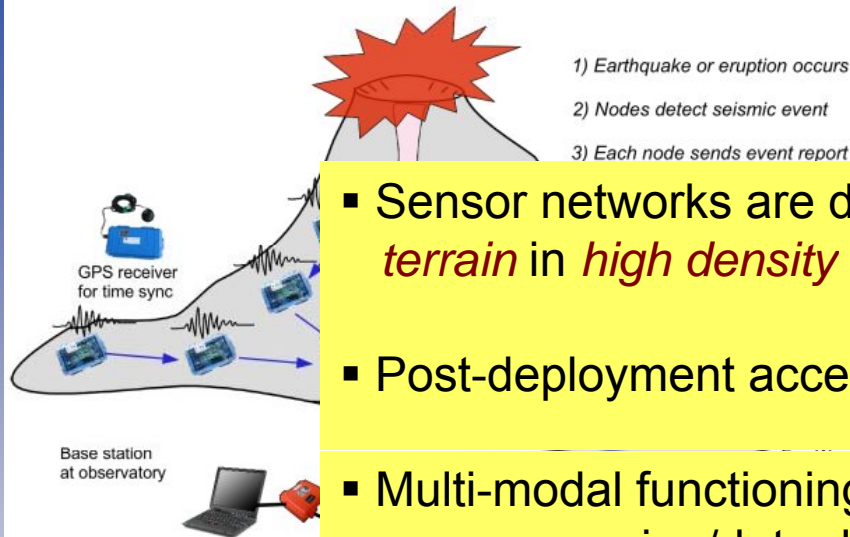 1) Earthquake or eruption occurs
2) Nodes detect seismic event
3) Each node sends event report
GPS receiver
for time sync
▪ Sensor networks are d
terrain in high density
▪ Post-deployment acce
Base station
at observatory
▪ Multi-modal functioning